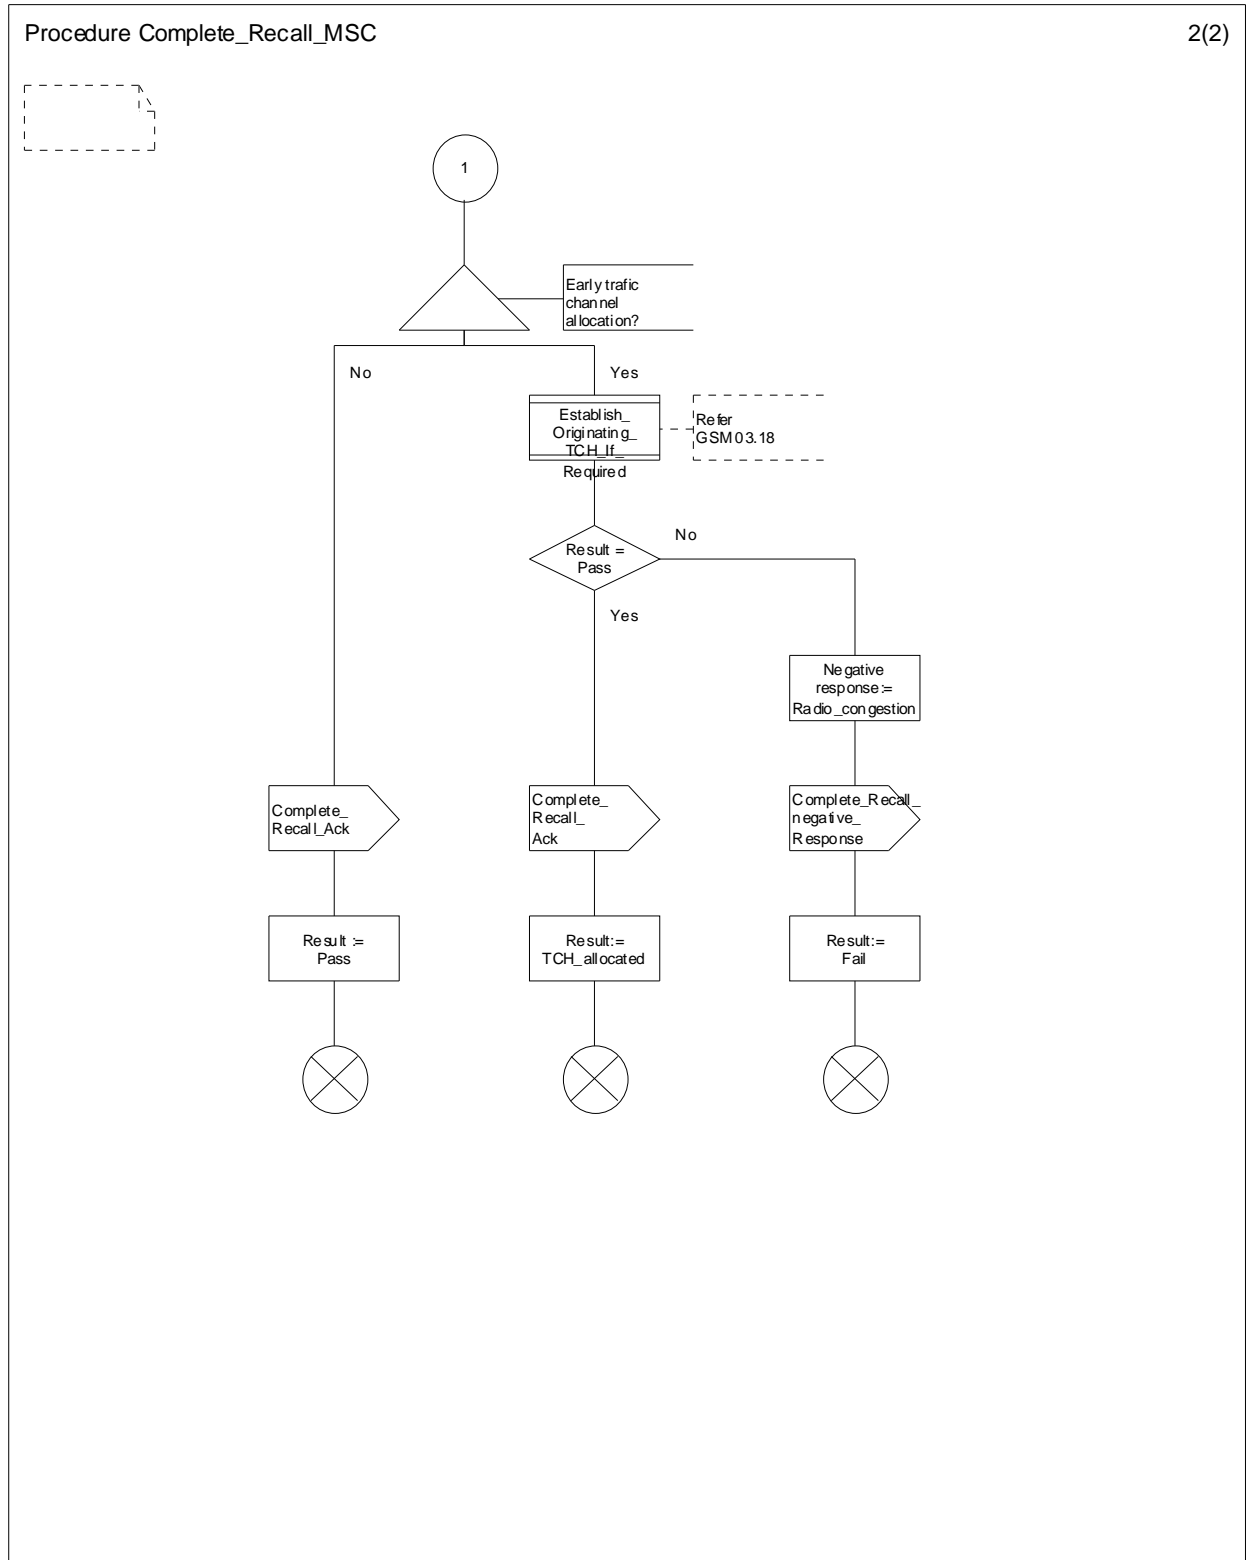 Procedure Complete_Recall_MSC
2(2)
1
Early trafic
channel
allocation?
No
Yes
Establish_
Originating_
TCH_If_
Required
Refer
GSM 03.18
No
Result =
Pass
Yes
Negative
response:=
Radio_congestion
Complete_
Recall_Ack
Complete_
Recall_
Ack
Complete_Recall_
negative_
Response
Result :=
Pass
Result:=
TCH_allocated
Result:=
Fail